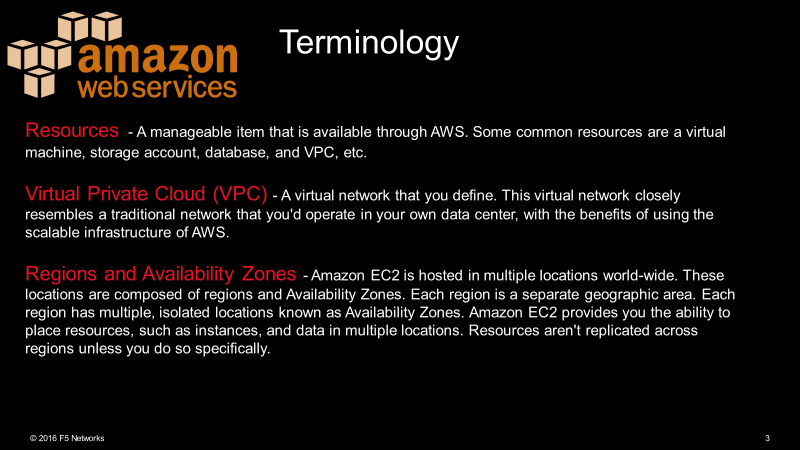 amazon
web services
Terminology
Resources - A manageable item that is available through AWS. Some common resources are a virtual
machine, storage account, database, and VPC, etc.
Virtual Private Cloud (VPC) - A virtual network that you define. This virtual network closely
resembles a traditional network that you'd operate in your own data center, with the benefits of using the
scalable infrastructure of AWS.
Regions and Availability Zones - Amazon EC2 is hosted in multiple locations world-wide. These
locations are composed of regions and Availability Zones. Each region is a separate geographic area. Each
region has multiple, isolated locations known as Availability Zones. Amazon EC2 provides you the ability to
place resources, such as instances, and data in multiple locations. Resources aren't replicated across
regions unless you do so specifically.
© 2016 F5 Networks
3